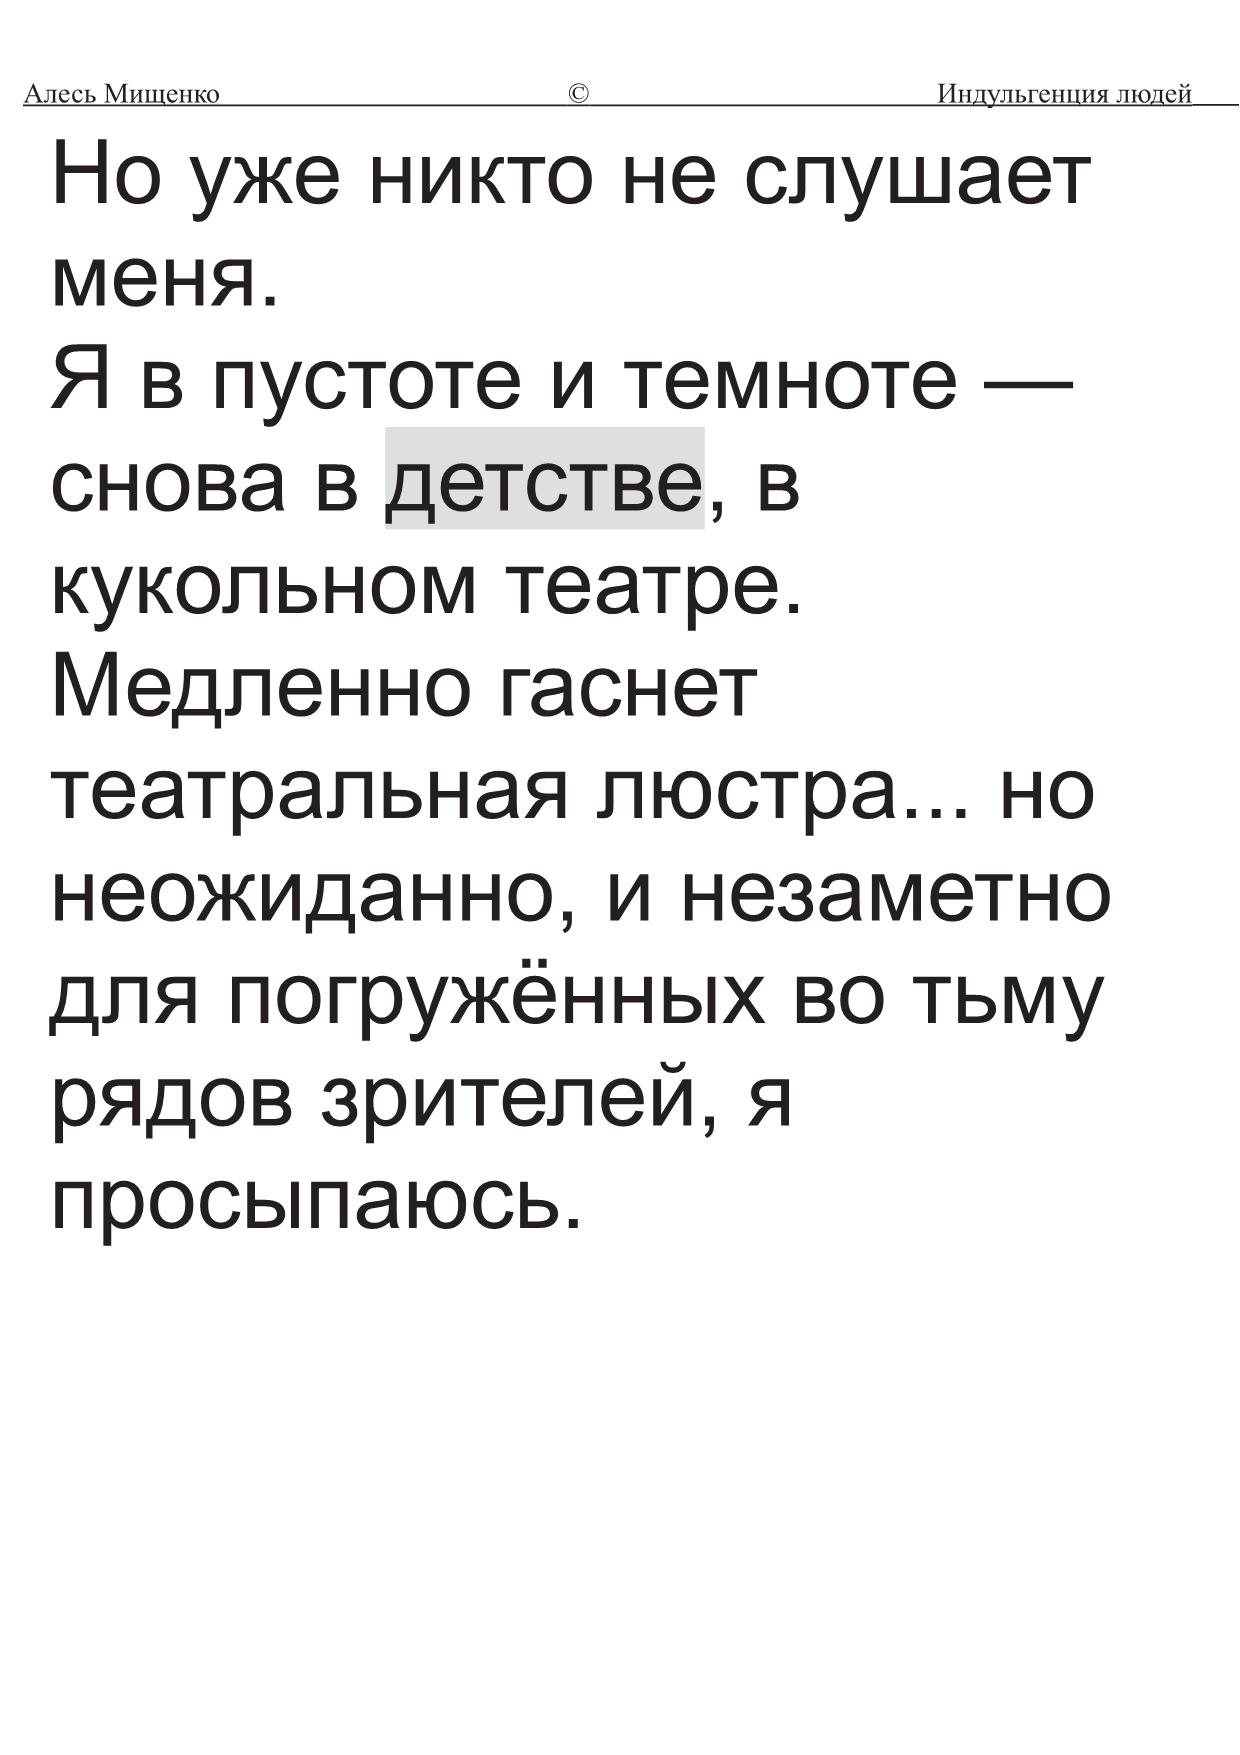 Алесь Мищенко © Индульгенция людей
Но уже никто не слушает
меня.
Я в пустоте и темноте —
снова в детстве, в
кукольном театре.
Медленно гаснет
театральная люстра... но
неожиданно, и незаметно
для погружённых во тьму
рядов зрителей, я
просыпаюсь.